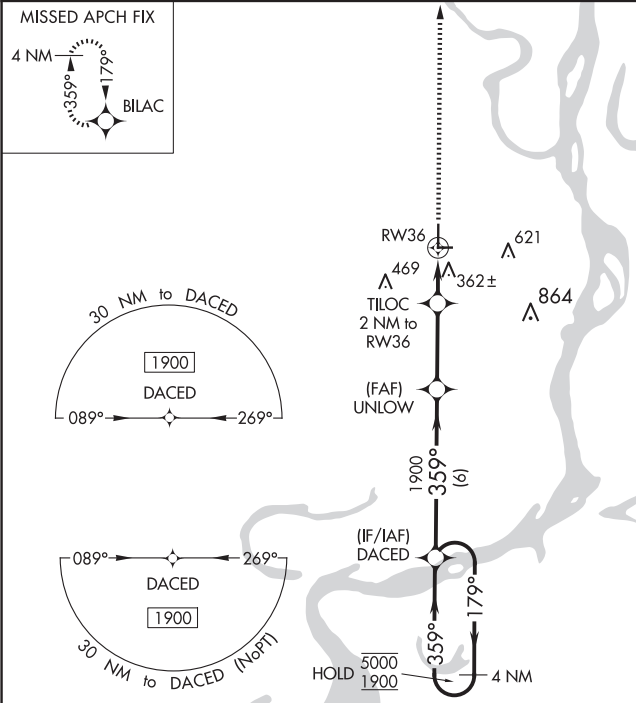 MISSED APCH FIX
4 NM
359°
179°
BILAC
RW36
621
469
362±
TILOC
2 NM to
RW36
864
30 NM to DACED
1900
DACED
089°
269°
(FAF)
UNLOW
1900
359°
(6)
(IF/IAF)
DACED
089°
269°
DACED
1900
30 NM to DACED (NoPT)
359°
179°
HOLD
5000
1900
4 NM